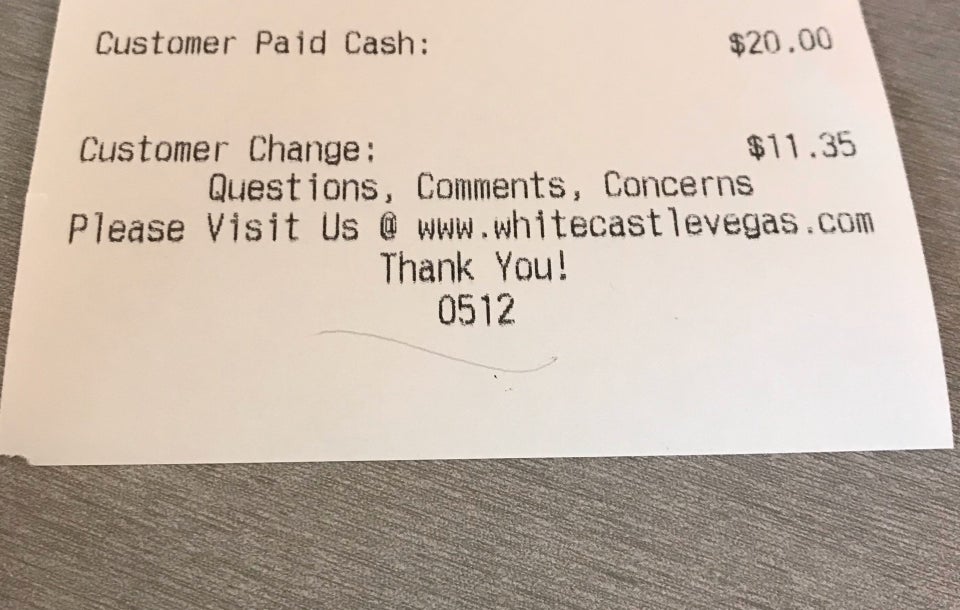 Customer Paid Cash: $20.00
Customer Change: $11.35
Questions, Comments, Concerns
Please Visit Us @ www.whitecastlevegas.com
Thank You!
0512